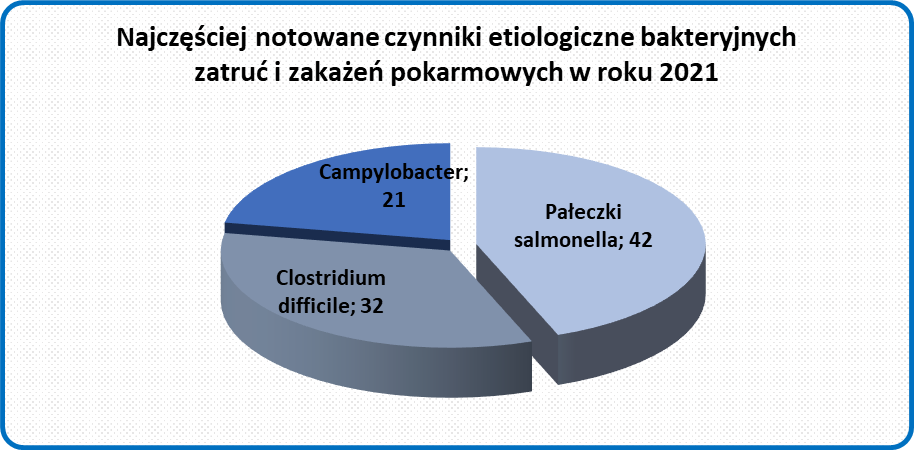 Najczęściej notowane czynniki etiologiczne bakteryjnych
zatruć i zakażeń pokarmowych w roku 2021
Campylobacter;
21
Pałeczki
salmonella; 42
Clostridium
difficile; 32